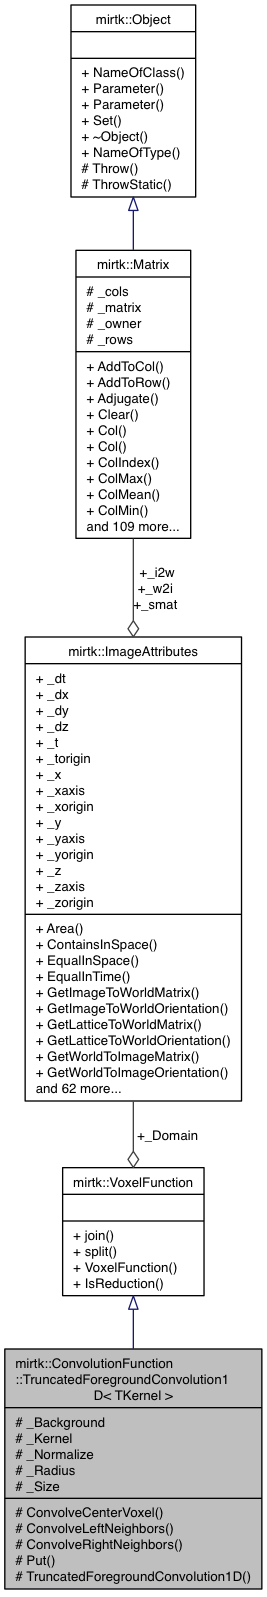 mirtk::Object
+ NameOfClass()
+ Parameter()
+ Parameter()
+ Set()
+ ~Object()
+ NameOfType()
# Throw()
# ThrowStatic()
mirtk::Matrix
# _cols
# _matrix
# _owner
# _rows
+ AddToCol()
+ AddToRow()
+ Adjugate()
+ Clear()
+ Col()
+ Col()
+ ColIndex()
+ ColMax()
+ ColMean()
+ ColMin()
and 109 more...
+_i2w
+_w2i
+_smat
mirtk::ImageAttributes
+ _dt
+ _dx
+ _dy
+ _dz
+ _t
+ _torigin
+ _x
+ _xaxis
+ _xorigin
+ _y
+ _yaxis
+ _yorigin
+ _z
+ _zaxis
+ _zorigin
+ Area()
+ ContainsInSpace()
+ EqualInSpace()
+ EqualInTime()
+ GetImageToWorldMatrix()
+ GetImageToWorldOrientation()
+ GetLatticeToWorldMatrix()
+ GetLatticeToWorldOrientation()
+ GetWorldToImageMatrix()
+ GetWorldToImageOrientation()
and 62 more...
+_Domain
mirtk::VoxelFunction
+ join()
+ split()
+ VoxelFunction()
+ IsReduction()
mirtk::ConvolutionFunction
::TruncatedForegroundConvolution1
D< TKernel >
# _Background
# _Kernel
# _Normalize
# _Radius
# _Size
# ConvolveCenterVoxel()
# ConvolveLeftNeighbors()
# ConvolveRightNeighbors()
# Put()
# TruncatedForegroundConvolution1D()